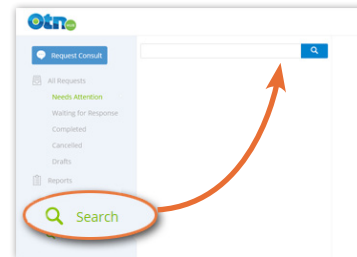 otn
Request Consult
All Requests
Needs Attention
Waiting for Response
Completed
Cancelled
Drafts
Reports
Search